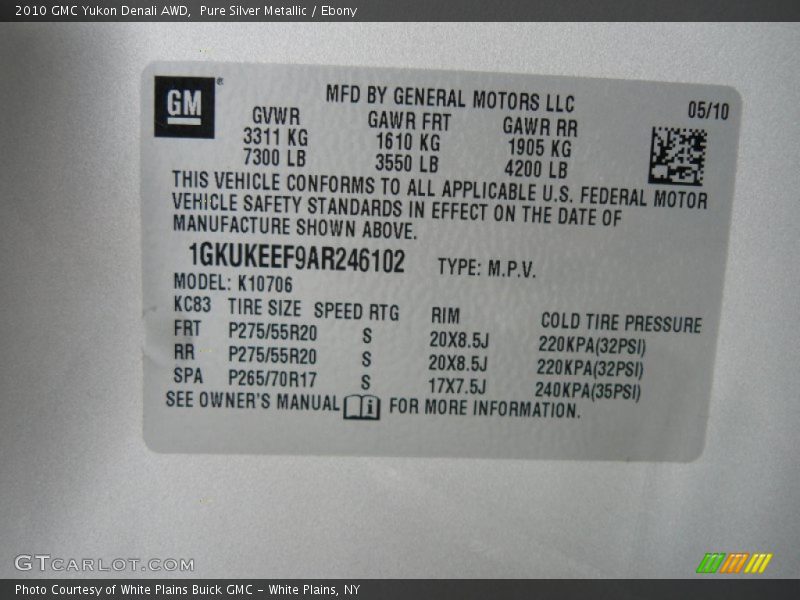 2010 GMC Yukon Denali AWD, Pure Silver Metallic / Ebony
GM®
MFD BY GENERAL MOTORS LLC
05/10
GVWR GAWR FRT GAWR RR
3311 KG 1610 KG 1905 KG
7300 LB 3550 LB 4200 LB
THIS VEHICLE CONFORMS TO ALL APPLICABLE U.S. FEDERAL MOTOR
VEHICLE SAFETY STANDARDS IN EFFECT ON THE DATE OF
MANUFACTURE SHOWN ABOVE.
1GKUKEEF9AR246102 TYPE: M.P.V.
MODEL: K10706
KC83 TIRE SIZE SPEED RTG RIM COLD TIRE PRESSURE
FRT P275/55R20 S 20X8.5J 220KPA(32PSI)
RR P275/55R20 S 20X8.5J 220KPA(32PSI)
SPA P265/70R17 S 17X7.5J 240KPA(35PSI)
SEE OWNER'S MANUAL i FOR MORE INFORMATION.
GTCARLOT.COM
Photo Courtesy of White Plains Buick GMC - White Plains, NY